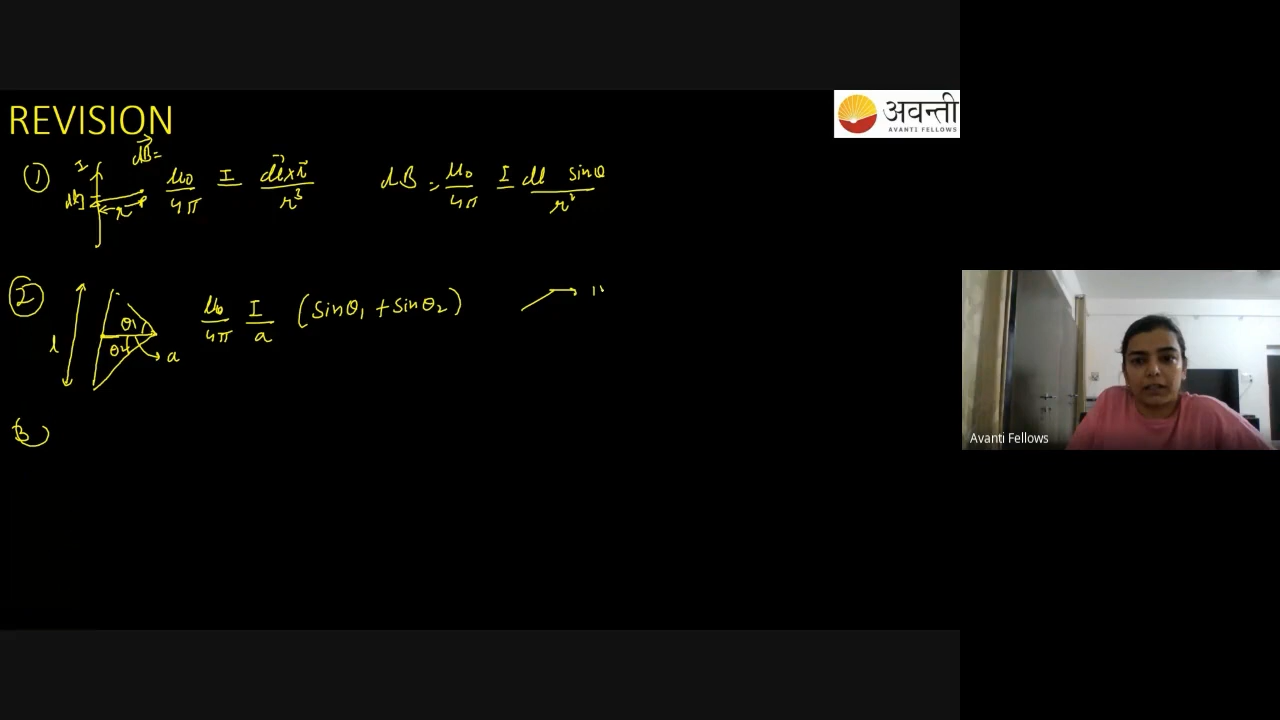 REVISION
अवन्ती
AVANTI FELLOWS
① I dl r dB⃗ = μ₀/4π I dl⃗×r⃗/r³ dB = μ₀/4π I dl sinθ/r²
② l θ₁ θ₂ a μ₀/4π I/a (sinθ₁ + sinθ₂)
Avanti Fellows